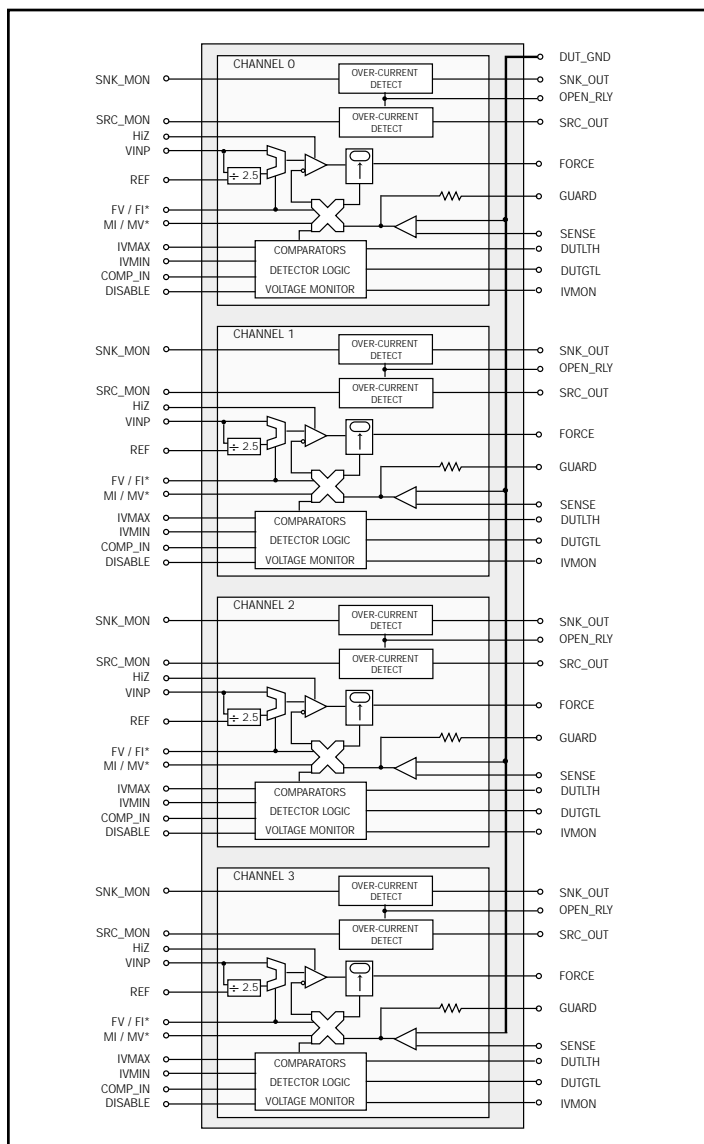 DUT_GND
CHANNEL 0
SNK_MON
OVER-CURRENT
DETECT
SNK_OUT
OPEN_RLY
SRC_MON
OVER-CURRENT
DETECT
SRC_OUT
HiZ
VINP
FORCE
REF
÷ 2.5
GUARD
FV / FI*
MI / MV*
SENSE
IVMAX
COMPARATORS
DUTLTH
IVMIN
DETECTOR LOGIC
DUTGTL
COMP_IN
DISABLE
VOLTAGE MONITOR
IVMON
CHANNEL 1
SNK_MON
OVER-CURRENT
DETECT
SNK_OUT
OPEN_RLY
SRC_MON
OVER-CURRENT
DETECT
SRC_OUT
HiZ
VINP
FORCE
REF
÷ 2.5
GUARD
FV / FI*
MI / MV*
SENSE
IVMAX
COMPARATORS
DUTLTH
IVMIN
DETECTOR LOGIC
DUTGTL
COMP_IN
DISABLE
VOLTAGE MONITOR
IVMON
CHANNEL 2
SNK_MON
OVER-CURRENT
DETECT
SNK_OUT
OPEN_RLY
SRC_MON
OVER-CURRENT
DETECT
SRC_OUT
HiZ
VINP
FORCE
REF
÷ 2.5
GUARD
FV / FI*
MI / MV*
SENSE
IVMAX
COMPARATORS
DUTLTH
IVMIN
DETECTOR LOGIC
DUTGTL
COMP_IN
DISABLE
VOLTAGE MONITOR
IVMON
CHANNEL 3
SNK_MON
OVER-CURRENT
DETECT
SNK_OUT
OPEN_RLY
SRC_MON
OVER-CURRENT
DETECT
SRC_OUT
HiZ
VINP
FORCE
REF
÷ 2.5
GUARD
FV / FI*
MI / MV*
SENSE
IVMAX
COMPARATORS
DUTLTH
IVMIN
DETECTOR LOGIC
DUTGTL
COMP_IN
DISABLE
VOLTAGE MONITOR
IVMON